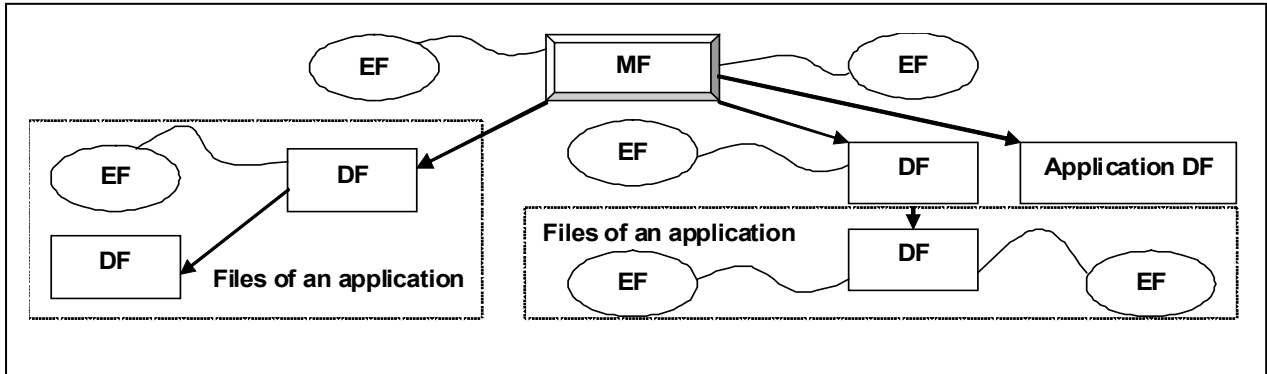 EF
MF
EF
EF
DF
EF
DF
Application DF
DF
Files of an application
Files of an application
EF
DF
EF